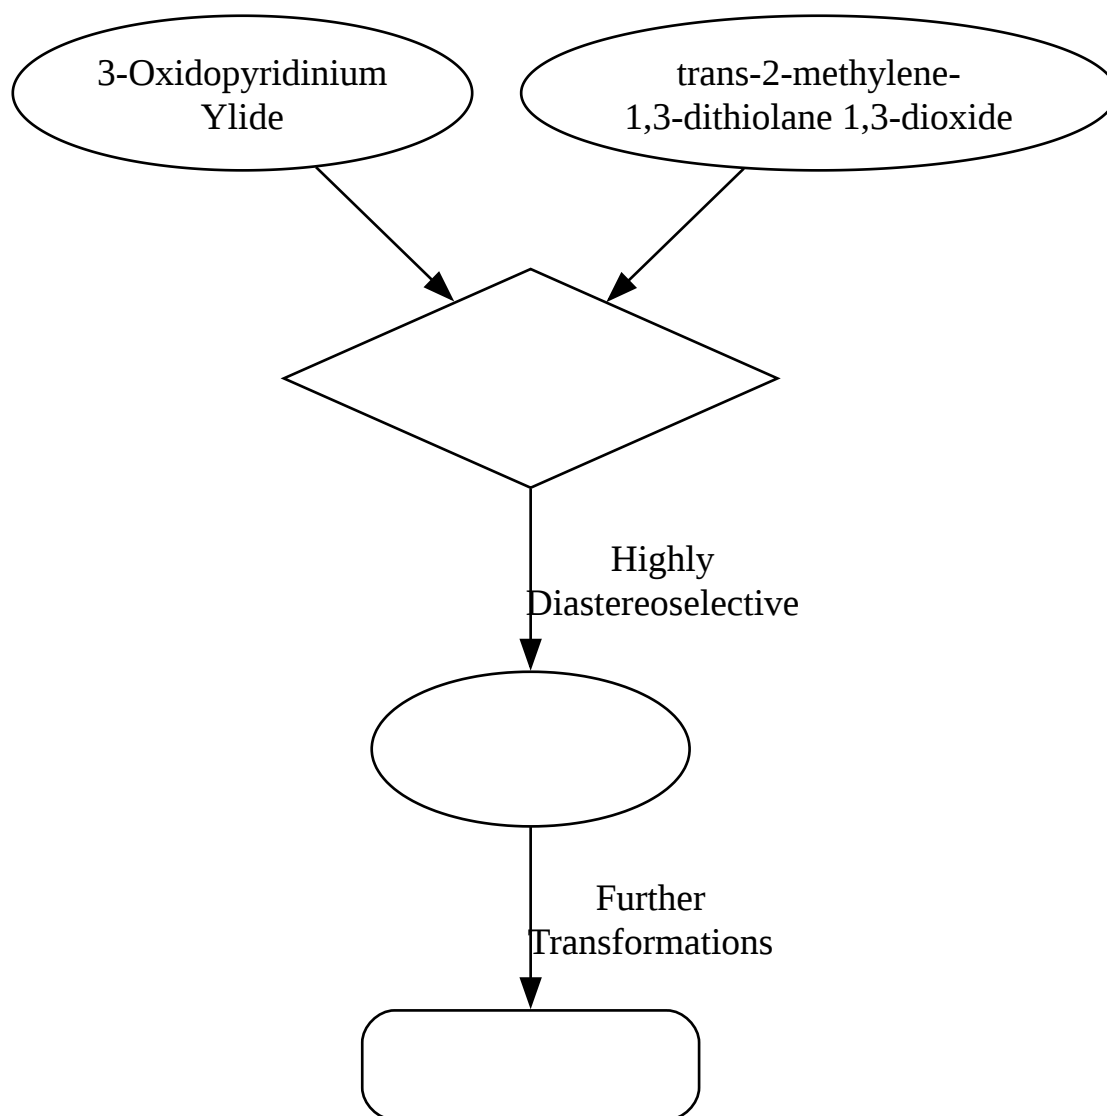 3-Oxidopyridinium
Ylide
trans-2-methylene-
1,3-dithiolane 1,3-dioxide
Highly
Diastereoselective
Further
Transformations